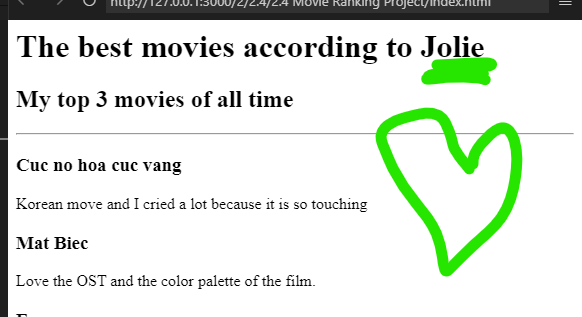 http://127.0.0.1:3000/2/2.4/2.4 Movie Ranking Project/index.html
The best movies according to Jolie
My top 3 movies of all time
Cuc no hoa cuc vang
Korean move and I cried a lot because it is so touching
Mat Biec
Love the OST and the color palette of the film.